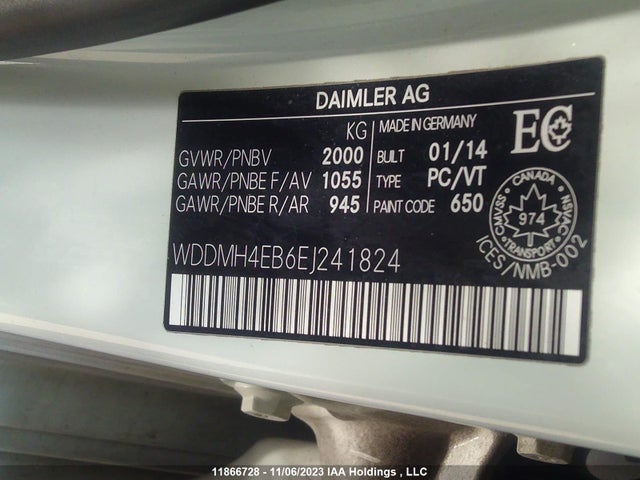 DAIMLER AG
KG
MADE IN GERMANY
EC
GVWR/PNBV 2000
BUILT 01/14
GAWR/PNBE F/AV 1055
TYPE PC/VT
GAWR/PNBE R/AR 945
PAINT CODE 650
CANADA
CMVSS
NSVAC
974
TRANSPORT
ICES/NMB-002
WDDMH4EB6EJ241824
11866728 - 11/06/2023 IAA Holdings , LLC